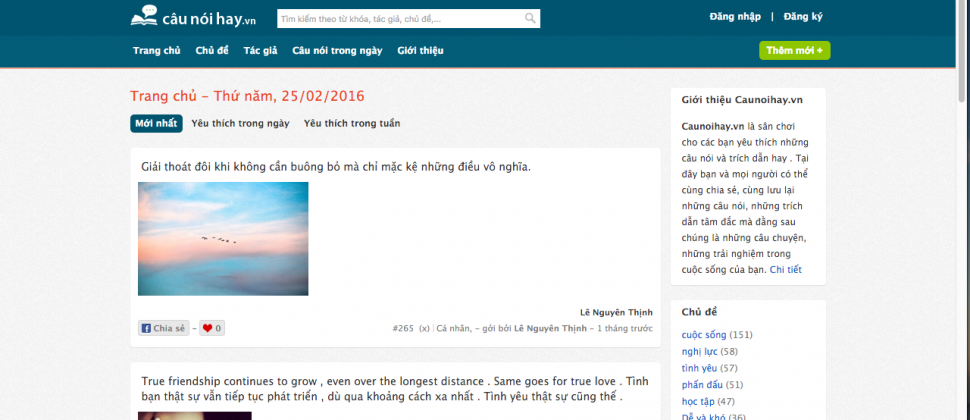 câu nói hay.vn
Tìm kiếm theo từ khóa, tác giả, chủ đề,...
Đăng nhập | Đăng ký
Trang chủ Chủ đề Tác giả Câu nói trong ngày Giới thiệu
Thêm mới +
Trang chủ - Thứ năm, 25/02/2016
Mới nhất Yêu thích trong ngày Yêu thích trong tuần
Giải thoát đôi khi không cần buông bỏ mà chỉ mặc kệ những điều vô nghĩa.
Lê Nguyên Thịnh
Chia sẻ - 0
#265 (x) | Cá nhân, - gởi bởi Lê Nguyên Thịnh - 1 tháng trước
True friendship continues to grow , even over the longest distance . Same goes for true love . Tình
bạn thật sự vẫn tiếp tục phát triển , dù qua khoảng cách xa nhất . Tình yêu thật sự cũng thế .
Giới thiệu Caunoihay.vn
Caunoihay.vn là sân chơi
cho các bạn yêu thích những
câu nói và trích dẫn hay . Tại
đây bạn và mọi người có thể
cùng chia sẻ, cùng lưu lại
những câu nói, những trích
dẫn tâm đắc mà đằng sau
chúng là những câu chuyện,
những trải nghiệm trong
cuộc sống của bạn. Chi tiết
Chủ đề
cuộc sống (151)
nghị lực (58)
tình yêu (57)
phấn đấu (51)
học tập (47)
Dễ và khó (36)